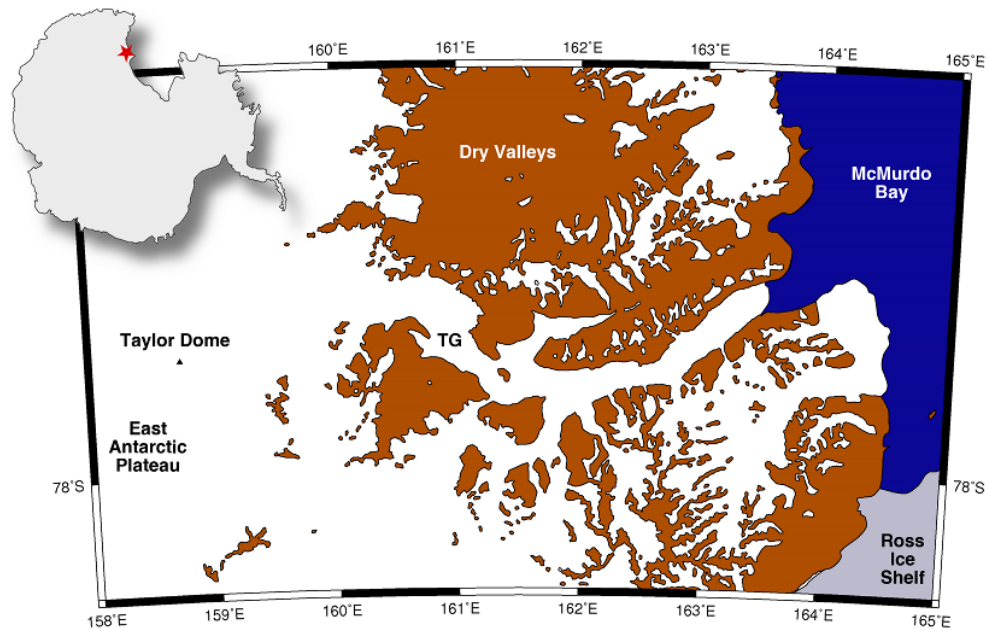 160°E
161°E
162°E
163°E
164°E
165°E
Dry Valleys
McMurdo
Bay
Taylor Dome
TG
East
Antarctic
Plateau
78°S
78°S
Ross
Ice
Shelf
158°E
159°E
160°E
161°E
162°E
163°E
164°E
165°E